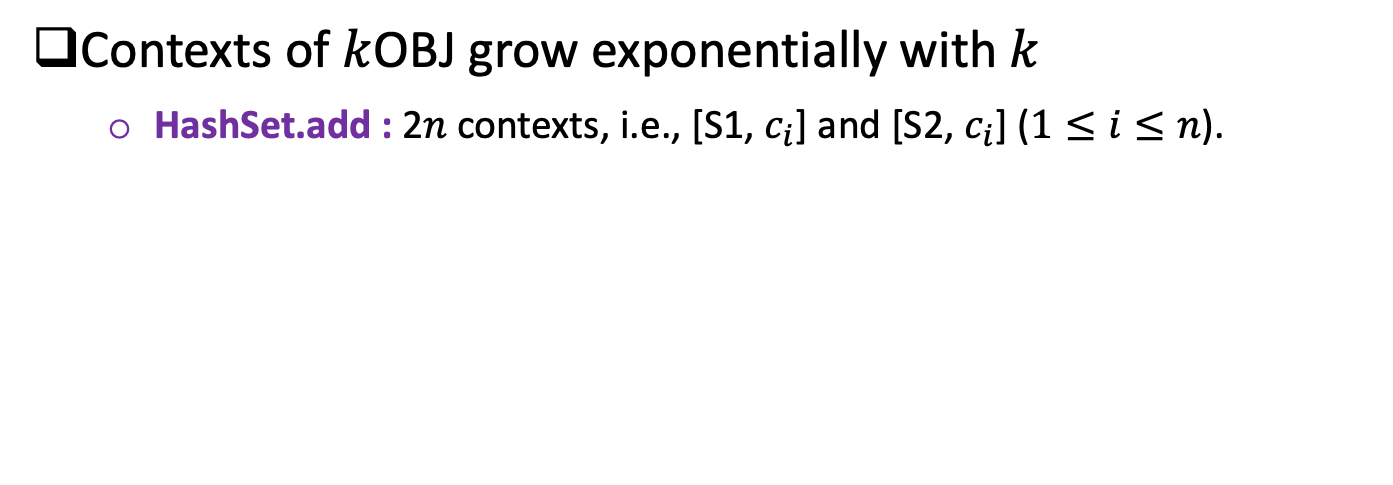 ❑Contexts of 𝑘OBJ grow exponentially with 𝑘
○ HashSet.add : 2𝑛 contexts, i.e., [S1, 𝑐ᵢ] and [S2, 𝑐ᵢ] (1 ≤ 𝑖 ≤ 𝑛).